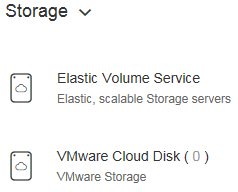 Storage
Elastic Volume Service
Elastic, scalable Storage servers
VMware Cloud Disk ( 0 )
VMware Storage